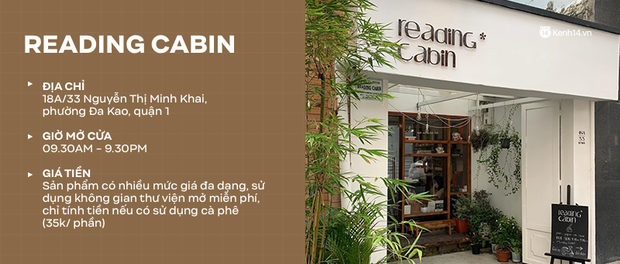 READING CABIN
ĐỊA CHỈ
18A/33 Nguyễn Thị Minh Khai,
phường Đa Kao, quận 1
GIỜ MỞ CỬA
09.30AM – 9.30PM
GIÁ TIỀN
Sản phẩm có nhiều mức giá đa dạng, sử
dụng không gian thư viện mở miễn phí,
chỉ tính tiền nếu có sử dụng cà phê
(35k/ phần)
Kenh14.vn
reading*
cabin
READING CABIN
reading
cabin